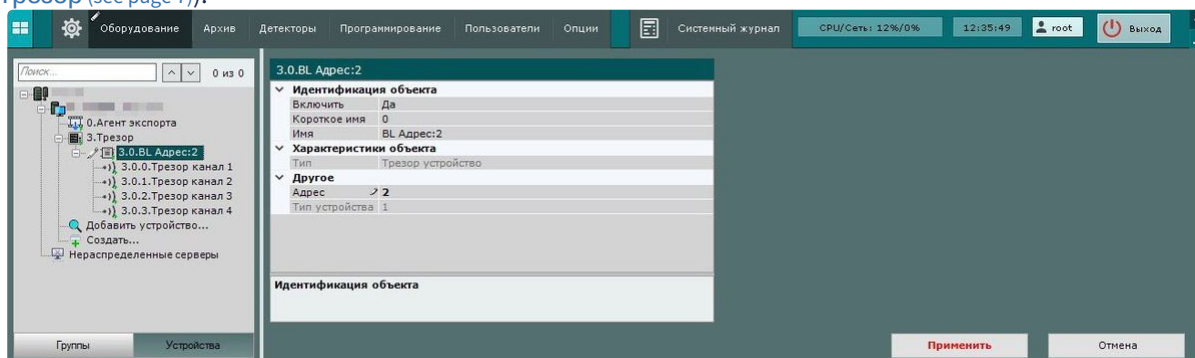 Трезор (see page 1)).
Оборудование Архив Детекторы Программирование Пользователи Опции Системный журнал CPU/Сеть: 12%/0% 12:35:49 root Выход
Поиск... 0 из 0
0.Агент экспорта
3.Трезор
3.0.BL Адрес:2
3.0.0.Трезор канал 1
3.0.1.Трезор канал 2
3.0.2.Трезор канал 3
3.0.3.Трезор канал 4
Добавить устройство...
Создать...
Нераспределенные серверы
Группы Устройства
3.0.BL Адрес:2
Идентификация объекта
Включить Да
Короткое имя 0
Имя BL Адрес:2
Характеристики объекта
Тип Трезор устройство
Другое
Адрес 2
Тип устройства 1
Идентификация объекта
Применить Отмена